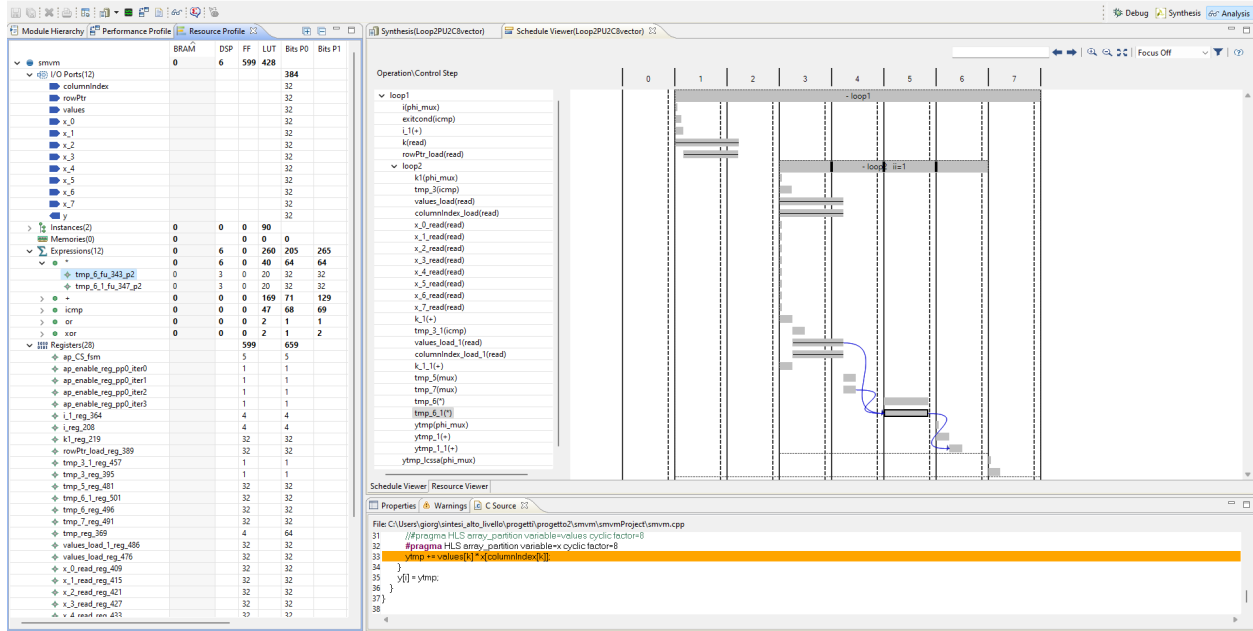 Debug Synthesis Analysis
Module Hierarchy Performance Profile Resource Profile
BRAM DSP FF LUT Bits P0 Bits P1
smvm 0 6 599 428
I/O Ports(12) 384
columnIndex 32
rowPtr 32
values 32
x_0 32
x_1 32
x_2 32
x_3 32
x_4 32
x_5 32
x_6 32
x_7 32
y 32
Instances(2) 0 0 0 90
Memories(0) 0 0 0 0
Expressions(12) 0 6 0 260 205 265
* 0 6 0 40 64 64
tmp_6_fu_343_p2 0 3 0 20 32 32
tmp_6_1_fu_347_p2 0 3 0 20 32 32
+ 0 0 0 169 71 129
icmp 0 0 0 47 68 69
or 0 0 0 2 1 1
xor 0 0 0 2 1 2
Registers(28) 599 659
ap_CS_fsm 5 5
ap_enable_reg_pp0_iter0 1 1
ap_enable_reg_pp0_iter1 1 1
ap_enable_reg_pp0_iter2 1 1
ap_enable_reg_pp0_iter3 1 1
i_1_reg_364 4 4
i_reg_208 4 4
k1_reg_219 32 32
rowPtr_load_reg_389 32 32
tmp_3_1_reg_457 1 1
tmp_3_reg_395 1 1
tmp_5_reg_481 32 32
tmp_6_1_reg_501 32 32
tmp_6_reg_496 32 32
tmp_7_reg_491 32 32
tmp_reg_369 4 64
values_load_1_reg_486 32 32
values_load_reg_476 32 32
x_0_read_reg_409 32 32
x_1_read_reg_415 32 32
x_2_read_reg_421 32 32
x_3_read_reg_427 32 32
x_4_read_reg_433 32 32
Synthesis(Loop2PU2C8vector) Schedule Viewer(Loop2PU2C8vector)
Focus Off
Operation\Control Step 0 1 2 3 4 5 6 7
loop1 - loop1
i(phi_mux)
exitcond(icmp)
i_1(+)
k(read)
rowPtr_load(read)
loop2 - loop2 ii=1
k1(phi_mux)
tmp_3(icmp)
values_load(read)
columnIndex_load(read)
x_0_read(read)
x_1_read(read)
x_2_read(read)
x_3_read(read)
x_4_read(read)
x_5_read(read)
x_6_read(read)
x_7_read(read)
k_1(+)
tmp_3_1(icmp)
values_load_1(read)
columnIndex_load_1(read)
k_1_1(+)
tmp_5(mux)
tmp_7(mux)
tmp_6(*)
tmp_6_1(*)
ytmp(phi_mux)
ytmp_1(+)
ytmp_1_1(+)
ytmp_lcssa(phi_mux)
Schedule Viewer Resource Viewer
Properties Warnings C Source
File: C:\Users\giorg\sintesi_alto_livello\progetti\progetto2\smvm\smvmProject\smvm.cpp
31 //#pragma HLS array_partition variable=values cyclic factor=8
32 #pragma HLS array_partition variable=x cyclic factor=8
33 ytmp += values[k] * x[columnIndex[k]];
34 }
35 y[i] = ytmp;
36 }
37 }
38